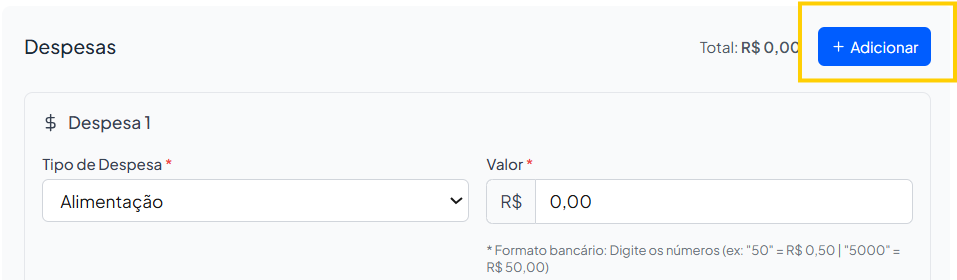 Despesas
Total: R$ 0,00
+ Adicionar
$ Despesa 1
Tipo de Despesa *
Valor *
Alimentação
R$ 0,00
* Formato bancário: Digite os números (ex: "50" = R$ 0,50 | "5000" =
R$ 50,00)